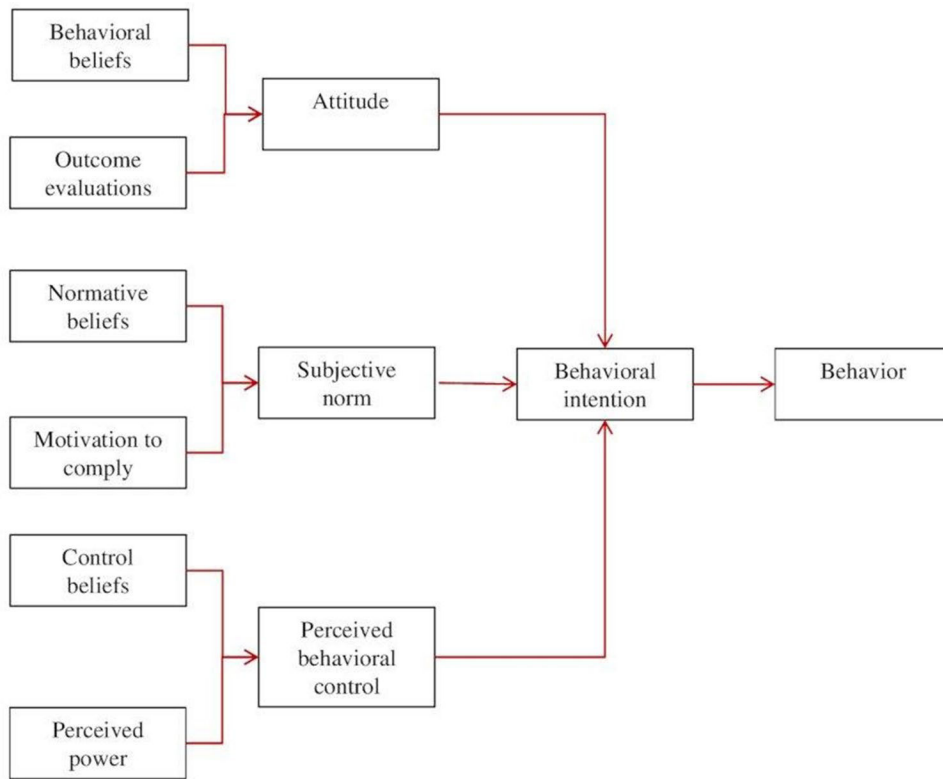 Behavioral
beliefs
Outcome
evaluations
Attitude
Normative
beliefs
Motivation to
comply
Subjective
norm
Behavioral
intention
Behavior
Control
beliefs
Perceived
power
Perceived
behavioral
control